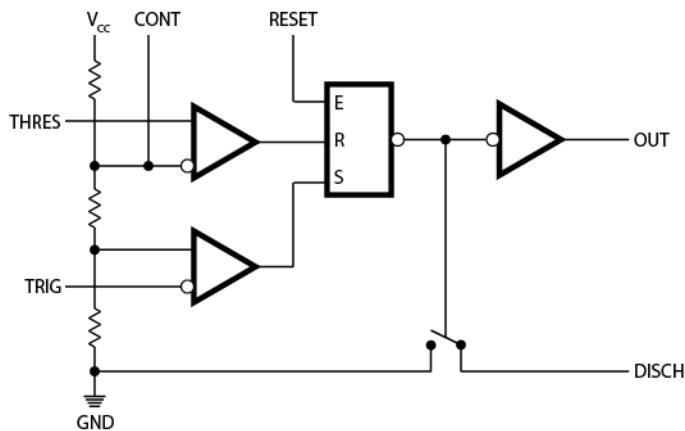 Vcc
CONT
RESET
THRES
E
R
S
OUT
TRIG
DISCH
GND